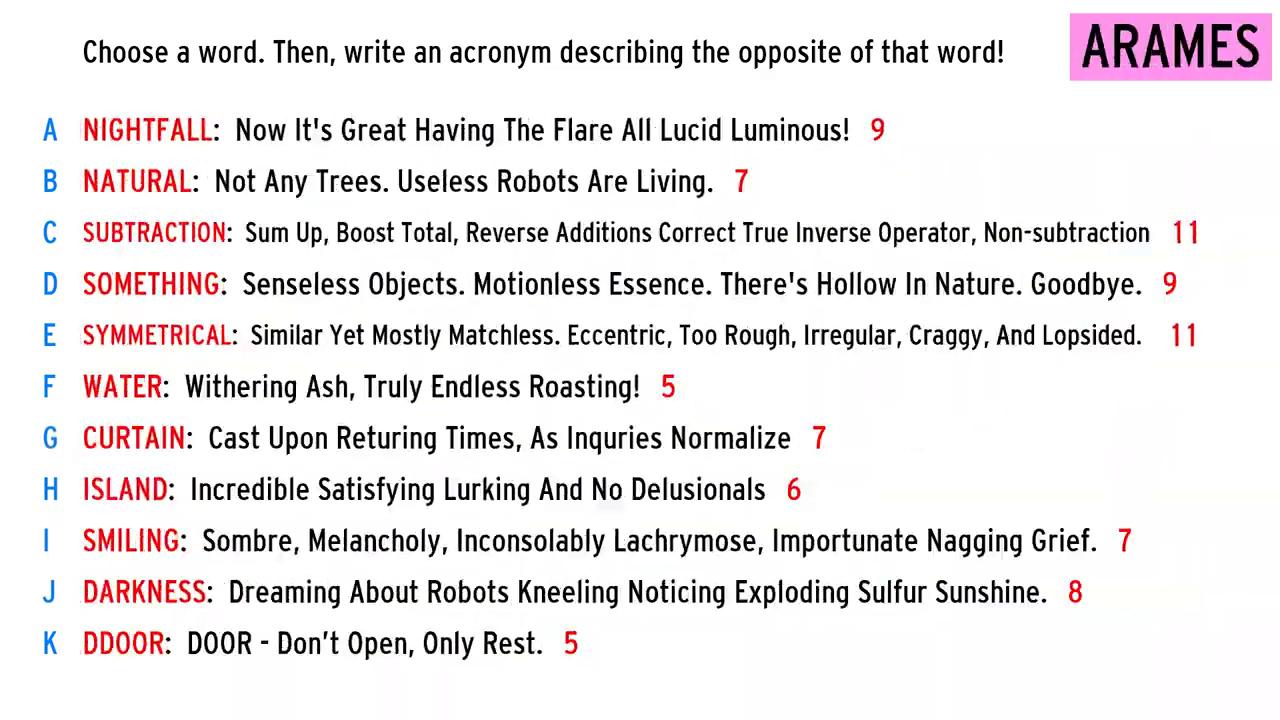 Choose a word. Then, write an acronym describing the opposite of that word!
ARAMES
A NIGHTFALL: Now It's Great Having The Flare All Lucid Luminous! 9
B NATURAL: Not Any Trees. Useless Robots Are Living. 7
C SUBTRACTION: Sum Up, Boost Total, Reverse Additions Correct True Inverse Operator, Non-subtraction 11
D SOMETHING: Senseless Objects. Motionless Essence. There's Hollow In Nature. Goodbye. 9
E SYMMETRICAL: Similar Yet Mostly Matchless. Eccentric, Too Rough, Irregular, Craggy, And Lopsided. 11
F WATER: Withering Ash, Truly Endless Roasting! 5
G CURTAIN: Cast Upon Returing Times, As Inquries Normalize 7
H ISLAND: Incredible Satisfying Lurking And No Delusionals 6
I SMILING: Sombre, Melancholy, Inconsolably Lachrymose, Importunate Nagging Grief. 7
J DARKNESS: Dreaming About Robots Kneeling Noticing Exploding Sulfur Sunshine. 8
K DDOOR: DOOR - Don’t Open, Only Rest. 5